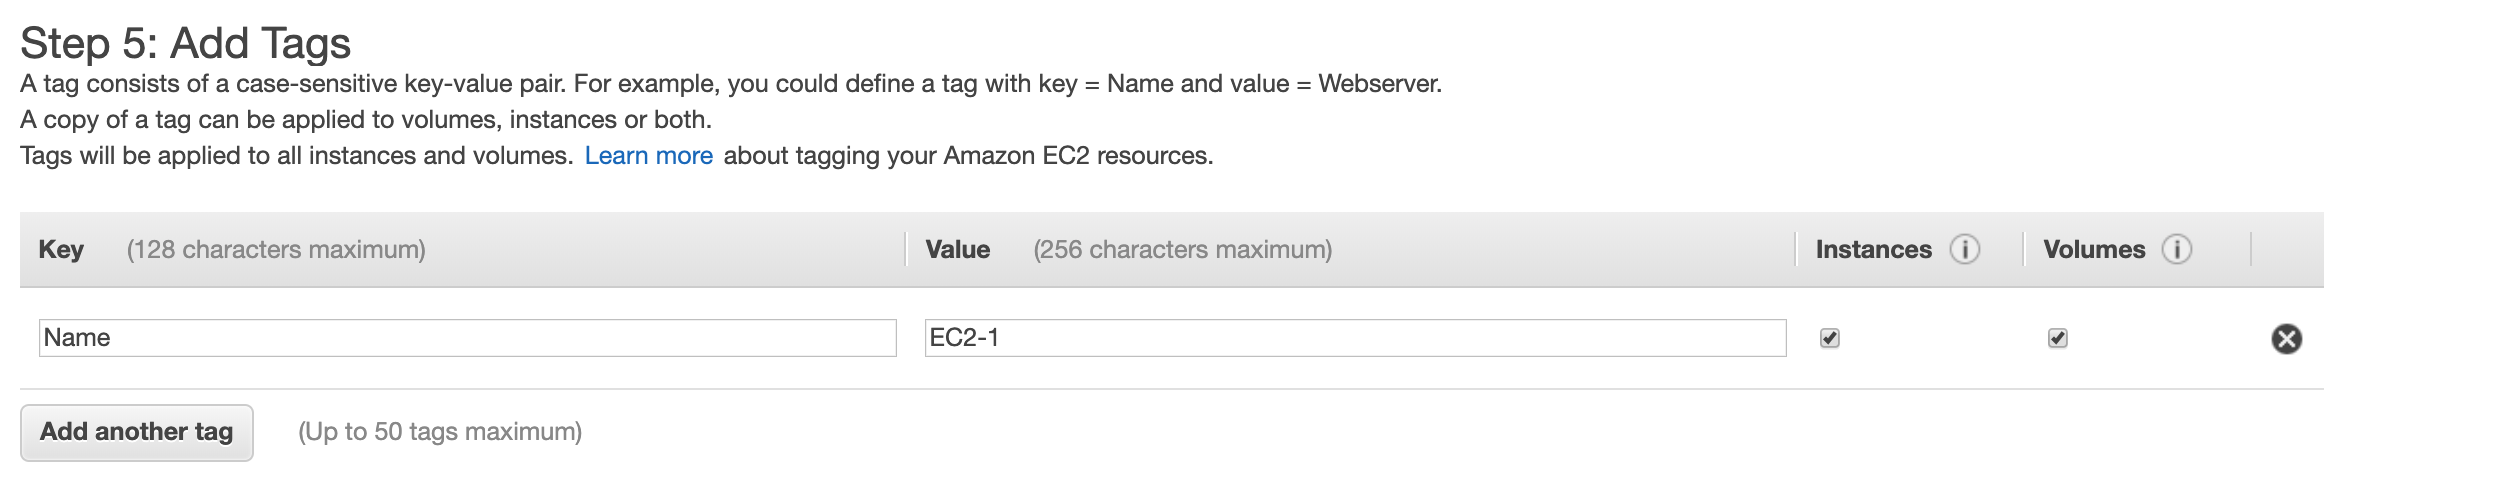 Step 5: Add Tags
A tag consists of a case-sensitive key-value pair. For example, you could define a tag with key = Name and value = Webserver.
A copy of a tag can be applied to volumes, instances or both.
Tags will be applied to all instances and volumes. Learn more about tagging your Amazon EC2 resources.
Key (128 characters maximum) Value (256 characters maximum) Instances Volumes
Name EC2-1
Add another tag (Up to 50 tags maximum)